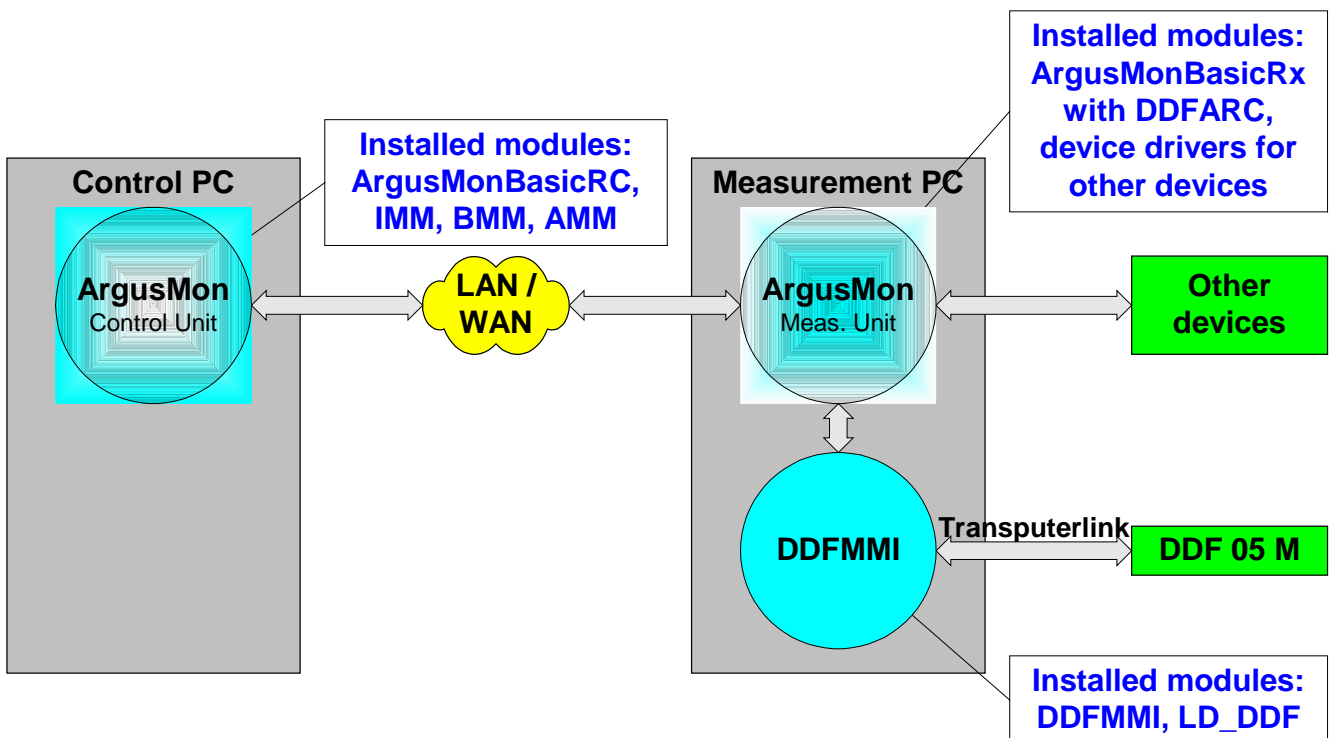 Installed modules:
ArgusMonBasicRx
with DDFARC,
device drivers for
other devices
Installed modules:
ArgusMonBasicRC,
IMM, BMM, AMM
Control PC
Measurement PC
ArgusMon
Control Unit
LAN /
WAN
ArgusMon
Meas. Unit
Other
devices
DDFMMI
Transputerlink
DDF 05 M
Installed modules:
DDFMMI, LD_DDF